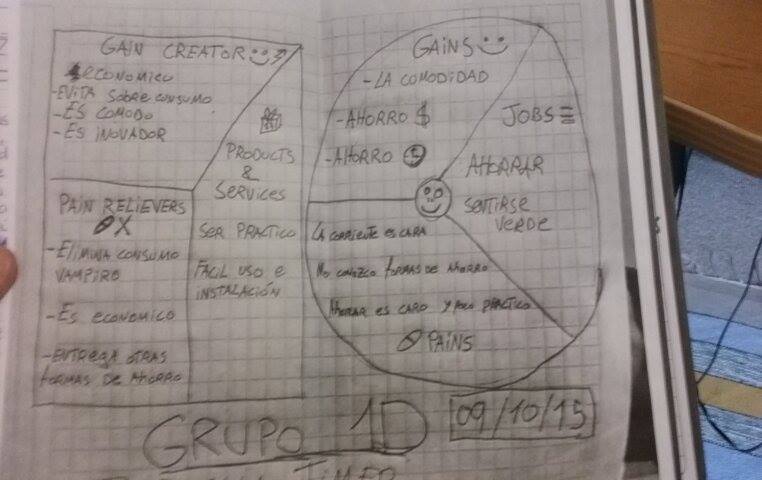 GAIN CREATOR
ECONOMICO
-EVITA SOBRE CONSUMO
- ES COMODO
- ES INOVADOR
PRODUCTS
&
SERVICES
SER PRACTICO
FACIL USO E
INSTALACIÓN
PAIN RELIEVERS
X
- ELIMINA CONSUMO
VAMPIRO
- ES ECONOMICO
- ENTREGA OTRAS
FORMAS DE AHORRO
GAINS
- LA COMODIDAD
- AHORRO $
- AHORRO
JOBS
AHORRAR
SENTIRSE
VERDE
LA CORRIENTE ES CARA
NO CONOZCO FORMAS DE AHORRO
AHORRAR ES CARO Y POCO PRACTICO
PAINS
GRUPO 1D
09/10/15
TIMER